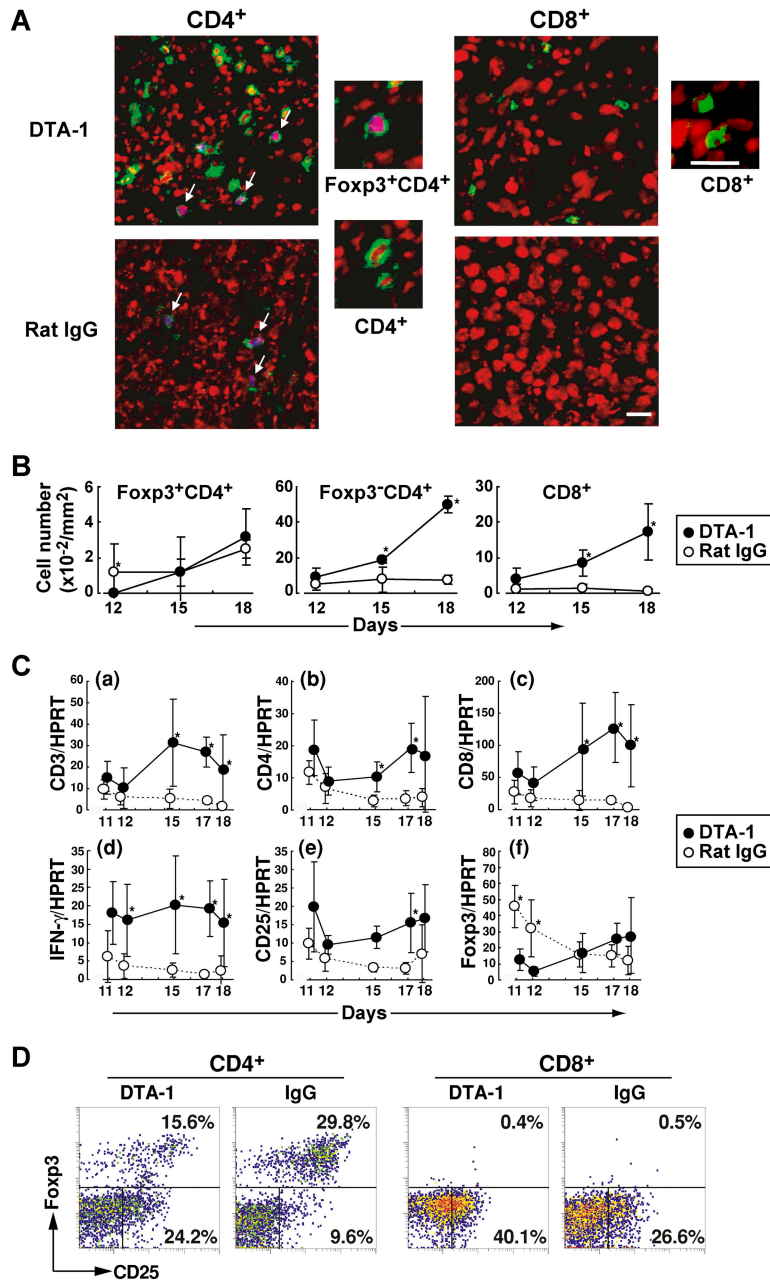 A
CD4+ CD8+
DTA-1
Foxp3+CD4+ CD8+
Rat IgG
CD4+
B
Foxp3+CD4+ Foxp3-CD4+ CD8+
Cell number
(x10-2/mm2)
6 4 2 0
60 40 20 0
30 20 10 0
* * * * *
12 15 18 12 15 18 12 15 18
Days
DTA-1
Rat IgG
C
(a) (b) (c)
CD3/HPRT
60 50 40 30 20 10 0
* *
11 12 15 17 18
CD4/HPRT
40 30 20 10 0
* *
11 12 15 17 18
CD8/HPRT
200 150 100 50 0
* * *
11 12 15 17 18
DTA-1
Rat IgG
(d) (e) (f)
IFN-γ/HPRT
35 30 25 20 15 10 5 0
* * * *
11 12 15 17 18
CD25/HPRT
35 30 25 20 15 10 5 0
*
11 12 15 17 18
Foxp3/HPRT
80 70 60 50 40 30 20 10 0
* *
11 12 15 17 18
Days
D
CD4+ CD8+
DTA-1 IgG DTA-1 IgG
15.6% 29.8% 0.4% 0.5%
Foxp3
24.2% 9.6% 40.1% 26.6%
CD25